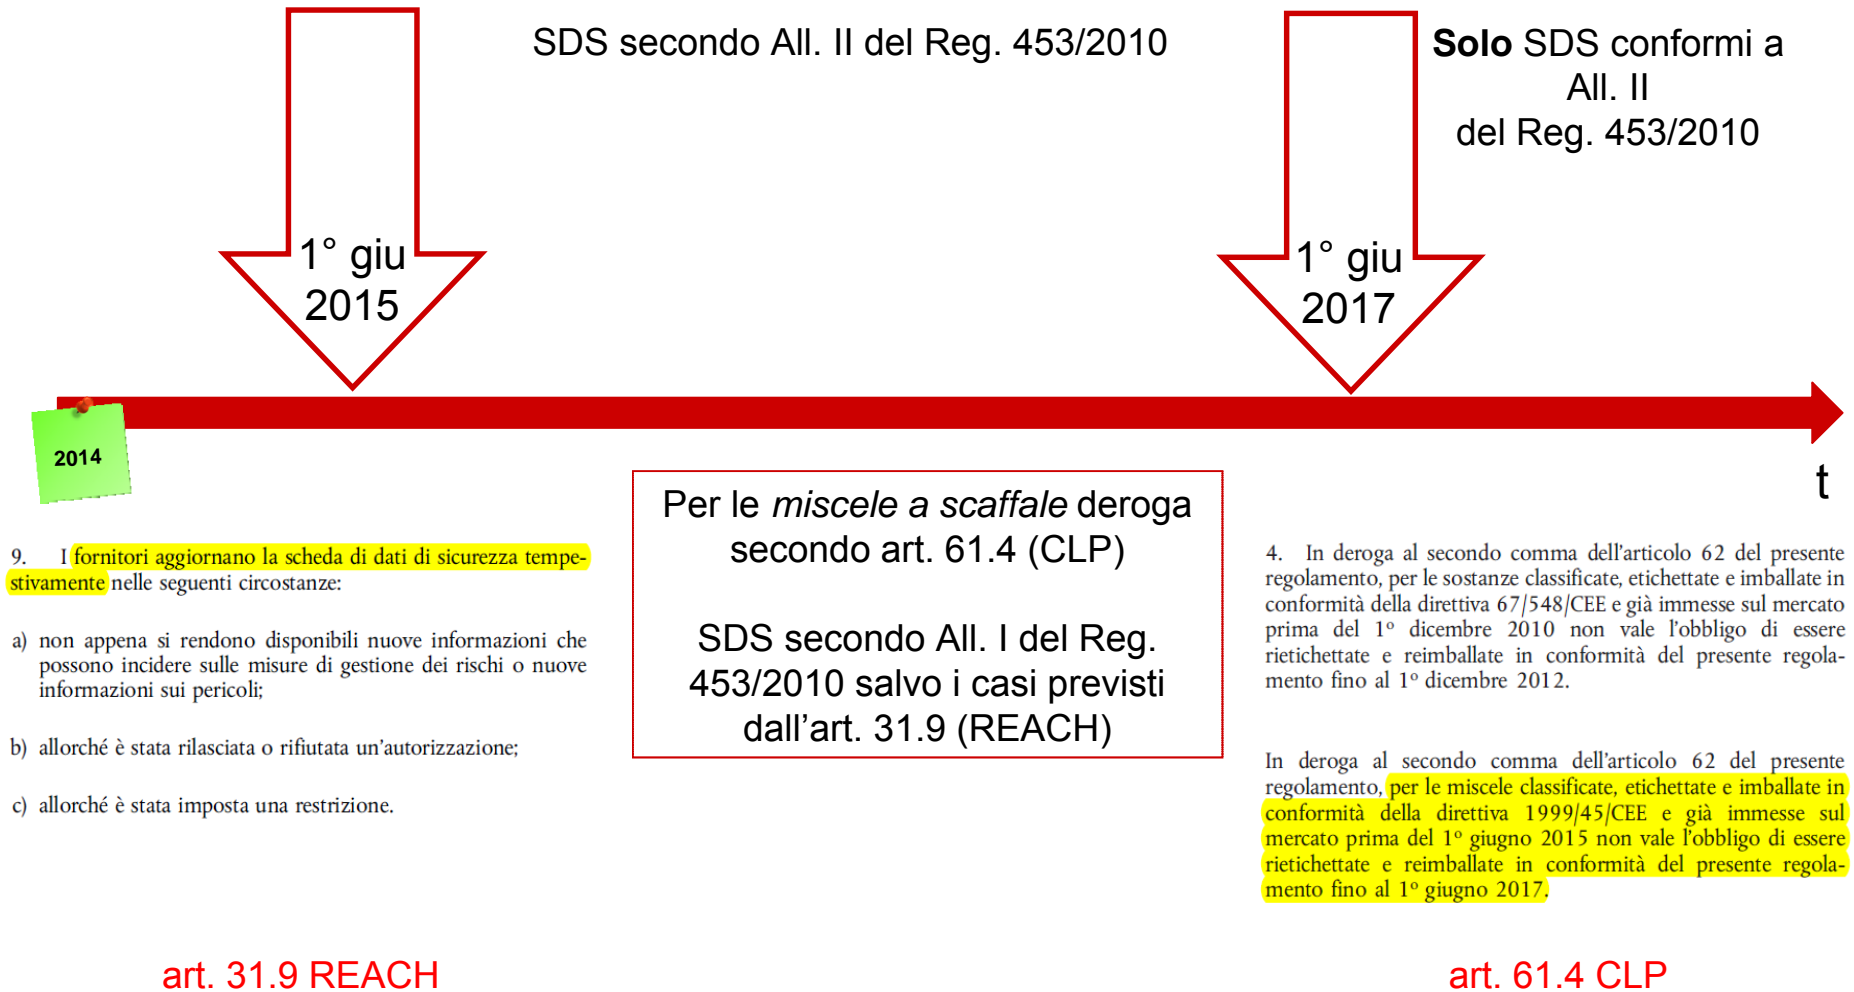 SDS secondo All. II del Reg. 453/2010
Solo SDS conformi a
All. II
del Reg. 453/2010
1° giu
2015
1° giu
2017
2014
t
Per le miscele a scaffale deroga
secondo art. 61.4 (CLP)
SDS secondo All. I del Reg.
453/2010 salvo i casi previsti
dall'art. 31.9 (REACH)
9. I fornitori aggiornano la scheda di dati di sicurezza tempe-
stivamente nelle seguenti circostanze:
a) non appena si rendono disponibili nuove informazioni che
possono incidere sulle misure di gestione dei rischi o nuove
informazioni sui pericoli;
b) allorché è stata rilasciata o rifiutata un'autorizzazione;
c) allorché è stata imposta una restrizione.
4. In deroga al secondo comma dell'articolo 62 del presente
regolamento, per le sostanze classificate, etichettate e imballate in
conformità della direttiva 67/548/CEE e già immesse sul mercato
prima del 1º dicembre 2010 non vale l'obbligo di essere
rietichettate e reimballate in conformità del presente regola-
mento fino al 1º dicembre 2012.
In deroga al secondo comma dell'articolo 62 del presente
regolamento, per le miscele classificate, etichettate e imballate in
conformità della direttiva 1999/45/CEE e già immesse sul
mercato prima del 1º giugno 2015 non vale l'obbligo di essere
rietichettate e reimballate in conformità del presente regola-
mento fino al 1º giugno 2017.
art. 31.9 REACH
art. 61.4 CLP